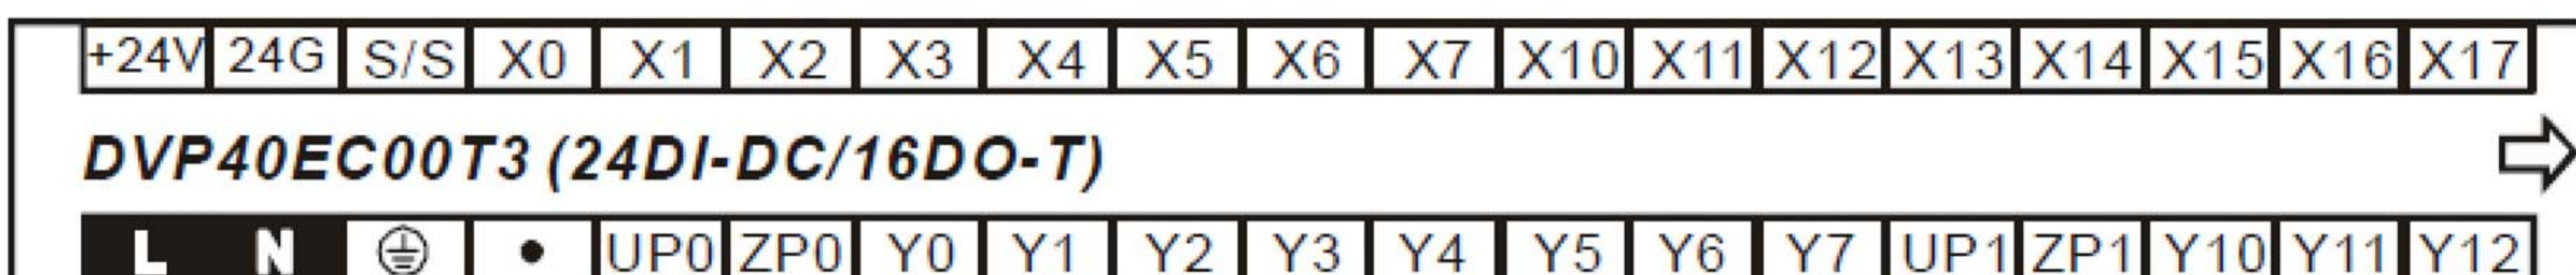 +24V 24G S/S X0 X1 X2 X3 X4 X5 X6 X7 X10 X11 X12 X13 X14 X15 X16 X17
DVP40EC00T3 (24DI-DC/16DO-T)
L N • UP0 ZP0 Y0 Y1 Y2 Y3 Y4 Y5 Y6 Y7 UP1 ZP1 Y10 Y11 Y12